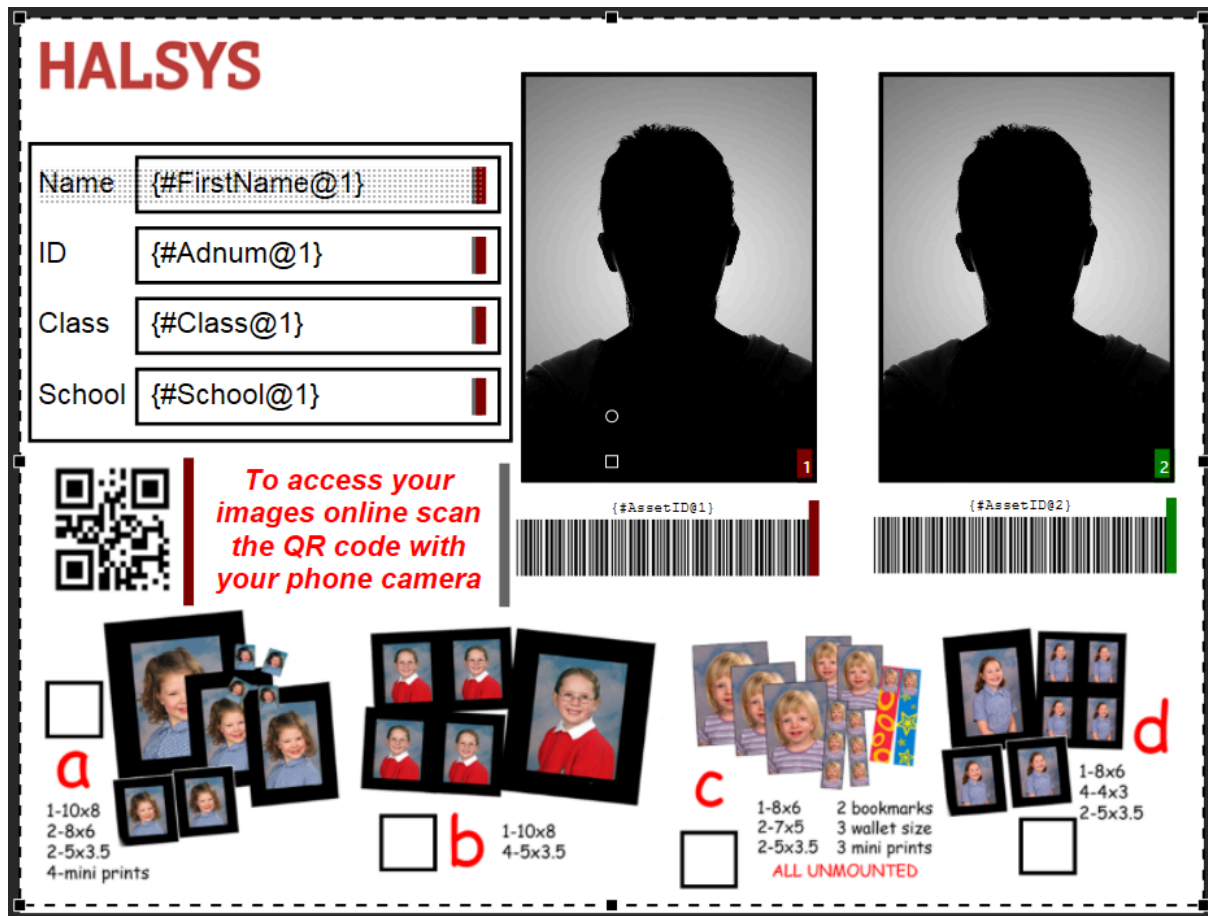 HALSYS
Name {#FirstName@1}
ID {#Adnum@1}
Class {#Class@1}
School {#School@1}
1
2
To access your
images online scan
the QR code with
your phone camera
{#AssetID@1}
{#AssetID@2}
a
1-10x8
2-8x6
2-5x3.5
4-mini prints
b
1-10x8
4-5x3.5
c
1-8x6 2 bookmarks
2-7x5 3 wallet size
2-5x3.5 3 mini prints
ALL UNMOUNTED
d
1-8x6
4-4x3
2-5x3.5